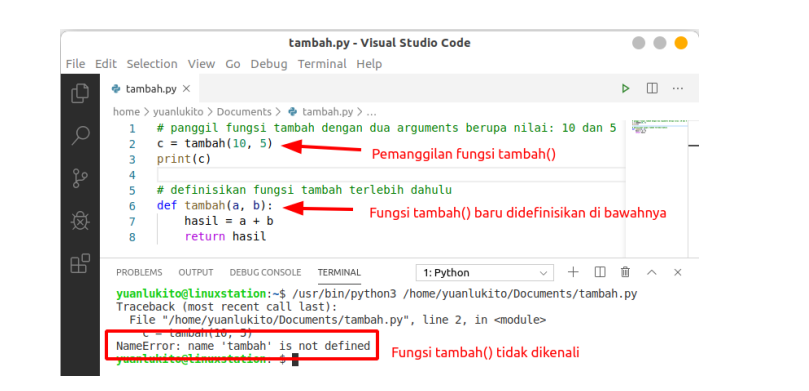 tambah.py - Visual Studio Code
File Edit Selection View Go Debug Terminal Help
tambah.py ×
home > yuanlukito > Documents > tambah.py > ...
1 # panggil fungsi tambah dengan dua arguments berupa nilai: 10 dan 5
2 c = tambah(10, 5)
Pemanggilan fungsi tambah()
3 print(c)
4
5 # definisikan fungsi tambah terlebih dahulu
6 def tambah(a, b):
Fungsi tambah() baru didefinisikan di bawahnya
7 hasil = a + b
8 return hasil
PROBLEMS OUTPUT DEBUG CONSOLE TERMINAL 1: Python
yuanlukito@linuxstation:~$ /usr/bin/python3 /home/yuanlukito/Documents/tambah.py
Traceback (most recent call last):
File "/home/yuanlukito/Documents/tambah.py", line 2, in <module>
c = tambah(10, 5)
NameError: name 'tambah' is not defined
Fungsi tambah() tidak dikenali
yuanlukito@linuxstation:~$